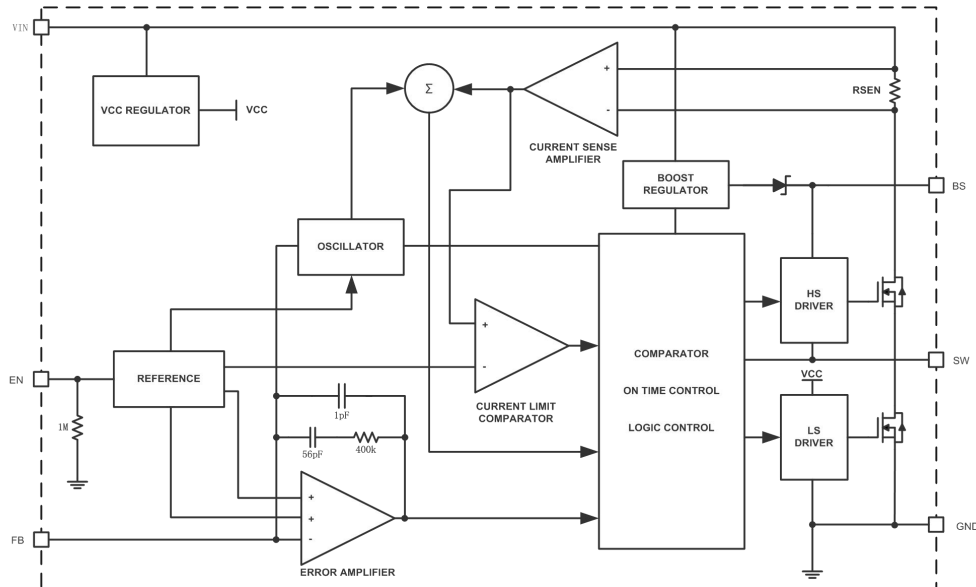 VIN
VCC REGULATOR
VCC
Σ
+
-
CURRENT SENSE
AMPLIFIER
RSEN
BOOST
REGULATOR
BS
OSCILLATOR
HS
DRIVER
+
-
CURRENT LIMIT
COMPARATOR
COMPARATOR
ON TIME CONTROL
LOGIC CONTROL
SW
EN
REFERENCE
1M
1pF
56pF
400k
VCC
LS
DRIVER
+
+
-
ERROR AMPLIFIER
FB
GND